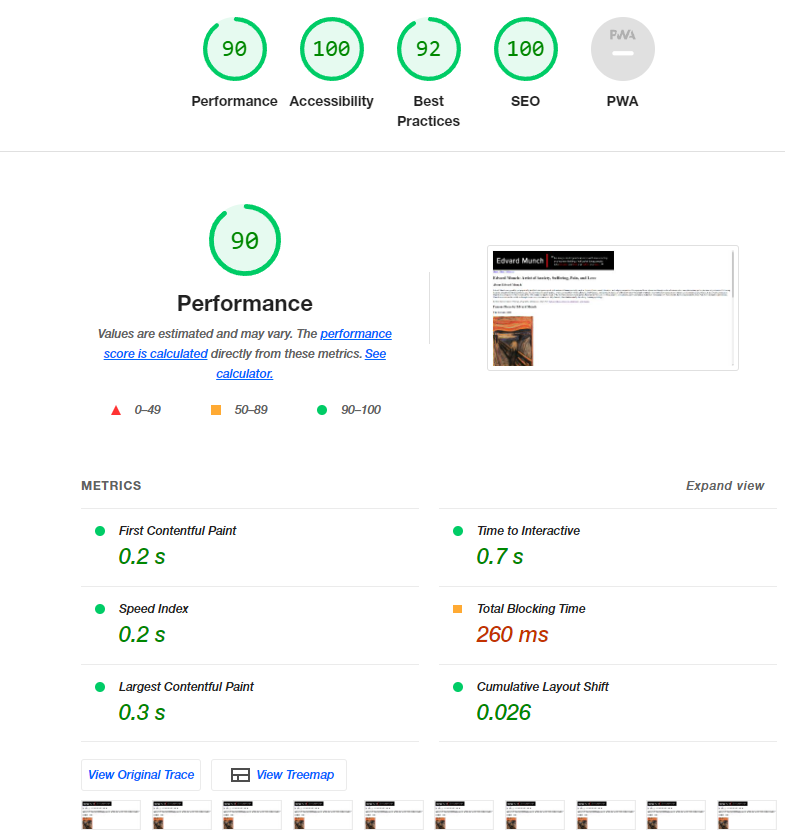 90
100
92
100
PWA
Performance
Accessibility
Best
Practices
SEO
PWA
90
Performance
Values are estimated and may vary. The performance
score is calculated directly from these metrics. See
calculator.
0–49
50–89
90–100
Edvard Munch
Edvard Munch: Artist of Anxiety, Suffering, Pain, and Love
About Edvard Munch
METRICS
Expand view
First Contentful Paint
0.2 s
Time to Interactive
0.7 s
Speed Index
0.2 s
Total Blocking Time
260 ms
Largest Contentful Paint
0.3 s
Cumulative Layout Shift
0.026
View Original Trace
View Treemap